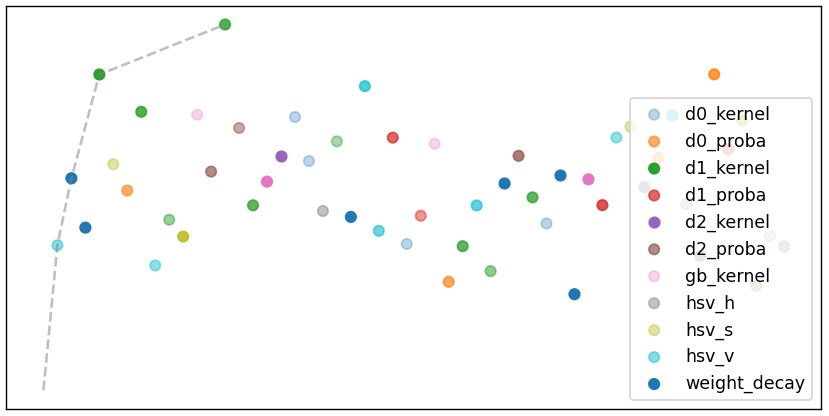 d0_kernel
d0_proba
d1_kernel
d1_proba
d2_kernel
d2_proba
gb_kernel
hsv_h
hsv_s
hsv_v
weight_decay